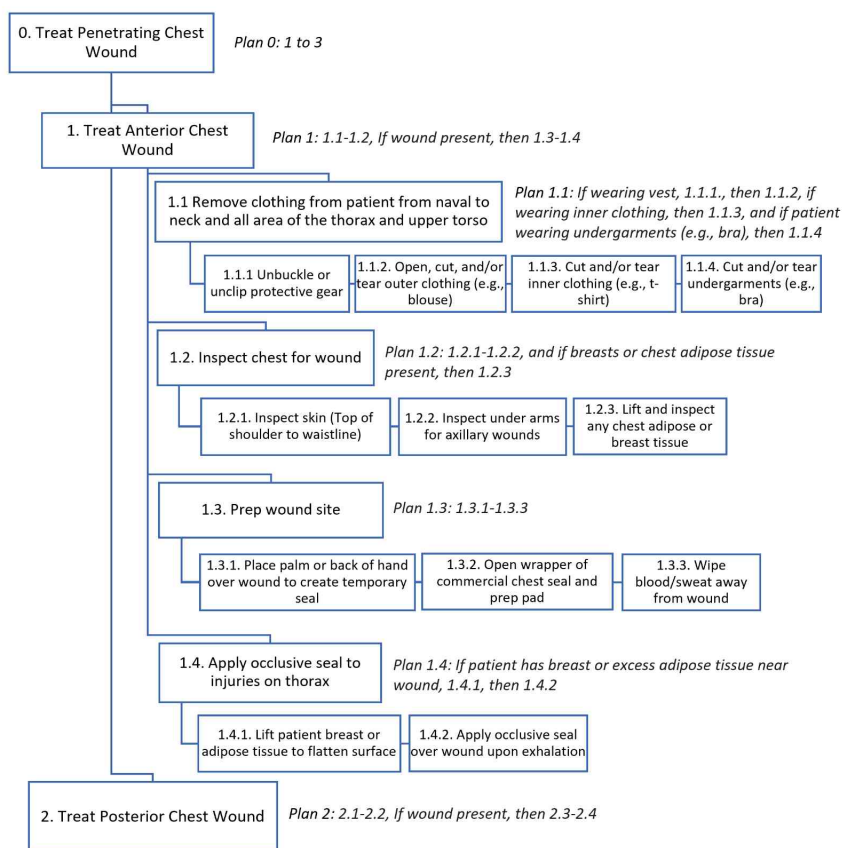 0. Treat Penetrating Chest
Wound
Plan 0: 1 to 3
1. Treat Anterior Chest
Wound
Plan 1: 1.1-1.2, If wound present, then 1.3-1.4
1.1 Remove clothing from patient from naval to
neck and all area of the thorax and upper torso
Plan 1.1: If wearing vest, 1.1.1., then 1.1.2, if
wearing inner clothing, then 1.1.3, and if patient
wearing undergarments (e.g., bra), then 1.1.4
1.1.1 Unbuckle or
unclip protective gear
1.1.2. Open, cut, and/or
tear outer clothing (e.g.,
blouse)
1.1.3. Cut and/or tear
inner clothing (e.g., t-
shirt)
1.1.4. Cut and/or tear
undergarments (e.g.,
bra)
1.2. Inspect chest for wound
Plan 1.2: 1.2.1-1.2.2, and if breasts or chest adipose tissue
present, then 1.2.3
1.2.1. Inspect skin (Top of
shoulder to waistline)
1.2.2. Inspect under arms
for axillary wounds
1.2.3. Lift and inspect
any chest adipose or
breast tissue
1.3. Prep wound site
Plan 1.3: 1.3.1-1.3.3
1.3.1. Place palm or back of hand
over wound to create temporary
seal
1.3.2. Open wrapper of
commercial chest seal and
prep pad
1.3.3. Wipe
blood/sweat away
from wound
1.4. Apply occlusive seal to
injuries on thorax
Plan 1.4: If patient has breast or excess adipose tissue near
wound, 1.4.1, then 1.4.2
1.4.1. Lift patient breast or
adipose tissue to flatten surface
1.4.2. Apply occlusive seal
over wound upon exhalation
2. Treat Posterior Chest Wound
Plan 2: 2.1-2.2, If wound present, then 2.3-2.4